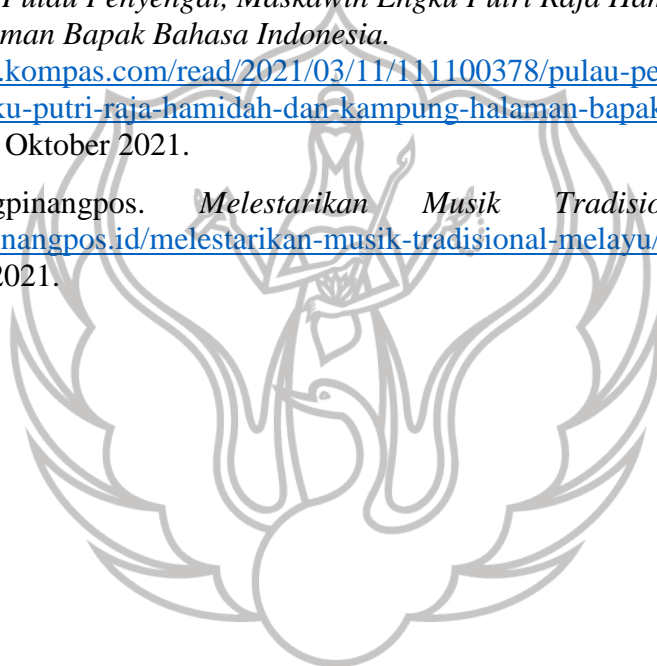 Pulau Penyengat, Maskawin Engku Putri Raja Ham
man Bapak Bahasa Indonesia.
.kompas.com/read/2021/03/11/111100378/pulau-pe
ku-putri-raja-hamidah-dan-kampung-halaman-bapak
Oktober 2021.
gpinangpos. Melestarikan Musik Tradisio
nangpos.id/melestarikan-musik-tradisional-melayu/
2021.